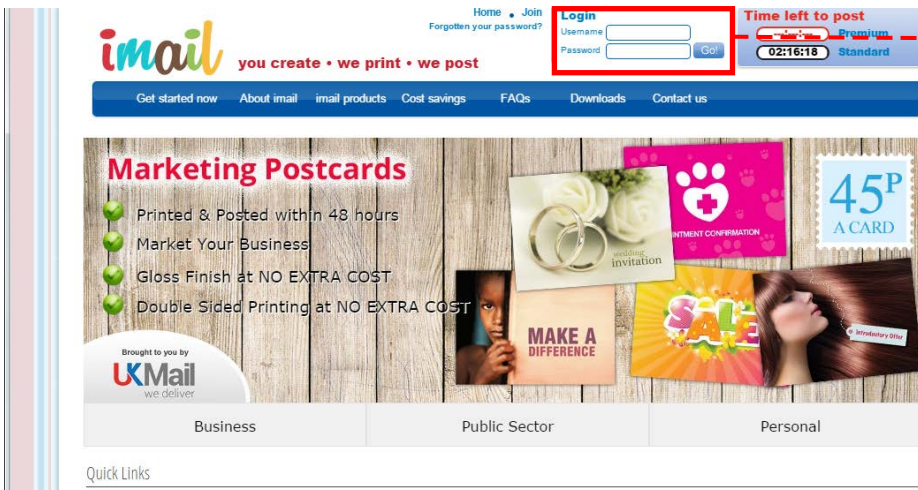 Home • Join
Forgotten your password?
Login
Username
Password
Go!
Time left to post
--:--:-- Premium
02:16:18 Standard
imail
you create • we print • we post
Get started now About imail imail products Cost savings FAQs Downloads Contact us
Marketing Postcards
Printed & Posted within 48 hours
Market Your Business
Gloss Finish at NO EXTRA COST
Double Sided Printing at NO EXTRA COST
wedding
invitation
INTMENT CONFIRMATION
45P
A CARD
MAKE A
DIFFERENCE
SALE
Introductory Offer
Brought to you by
UKMail
we deliver
Business Public Sector Personal
Quick Links